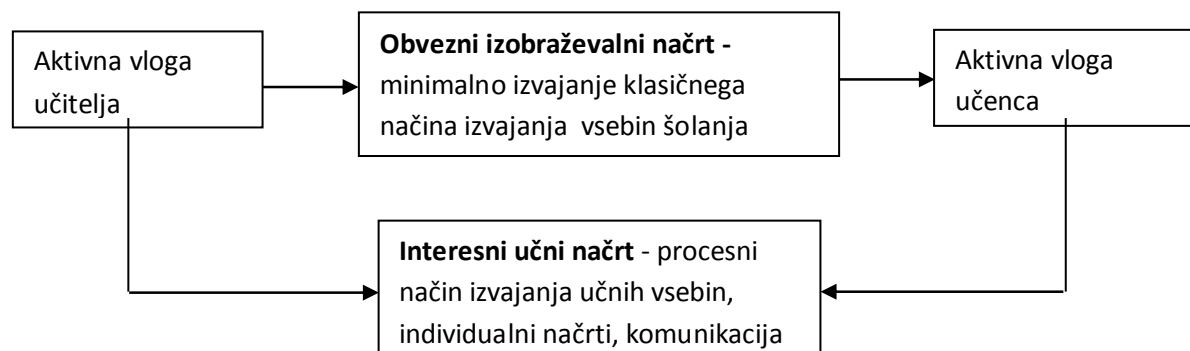 Aktivna vloga
učitelja
Obvezni izobraževalni načrt -
minimalno izvajanje klasičnega
načina izvajanja vsebin šolanja
Aktivna vloga
učenca
Interesni učni načrt - procesni
način izvajanja učnih vsebin,
individualni načrti, komunikacija